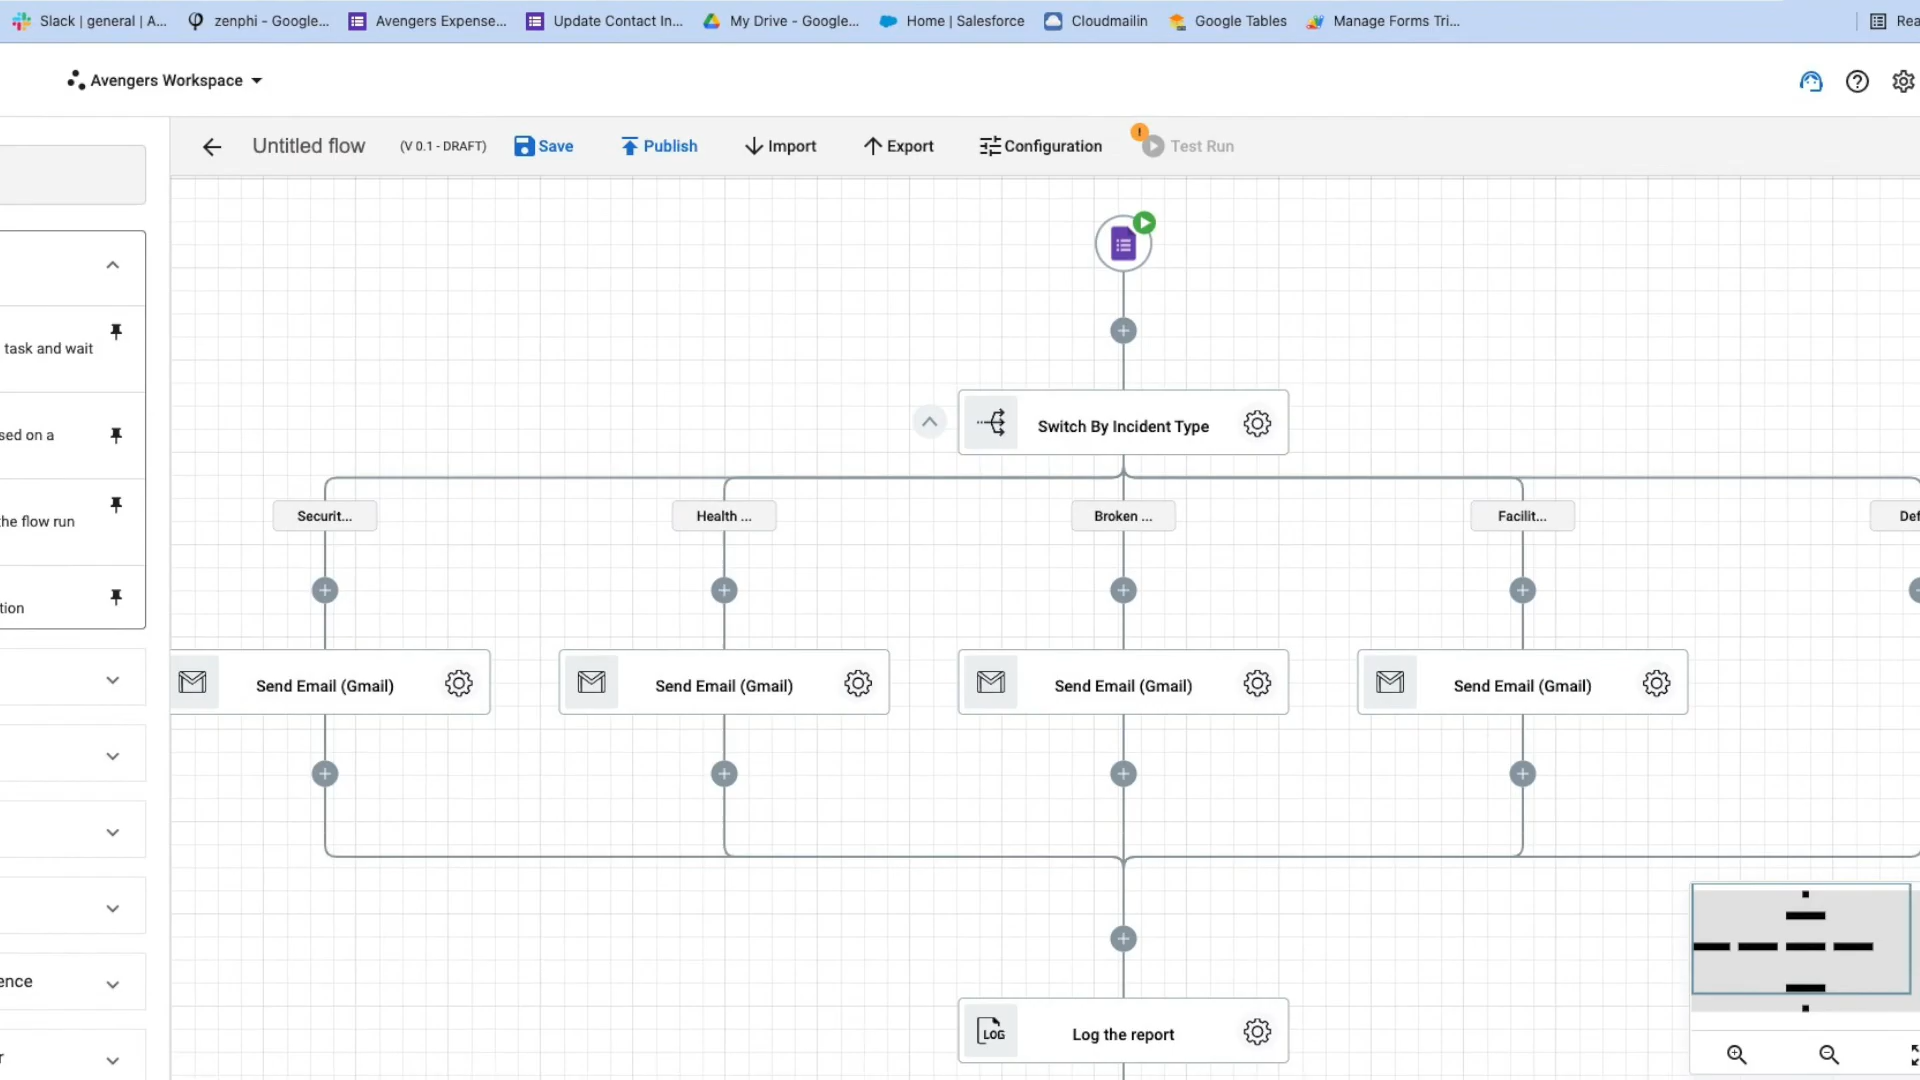 Slack | general | A...
zenphi - Google...
Avengers Expense...
Update Contact In...
My Drive - Google...
Home | Salesforce
Cloudmailin
Google Tables
Manage Forms Tri...
Rea
Avengers Workspace
Untitled flow
(V 0.1 - DRAFT)
Save
Publish
Import
Export
Configuration
!
Test Run
task and wait
sed on a
the flow run
tion
ence
r
Switch By Incident Type
Securit...
Health ...
Broken ...
Facilit...
Def
Send Email (Gmail)
Send Email (Gmail)
Send Email (Gmail)
Send Email (Gmail)
LOG
Log the report